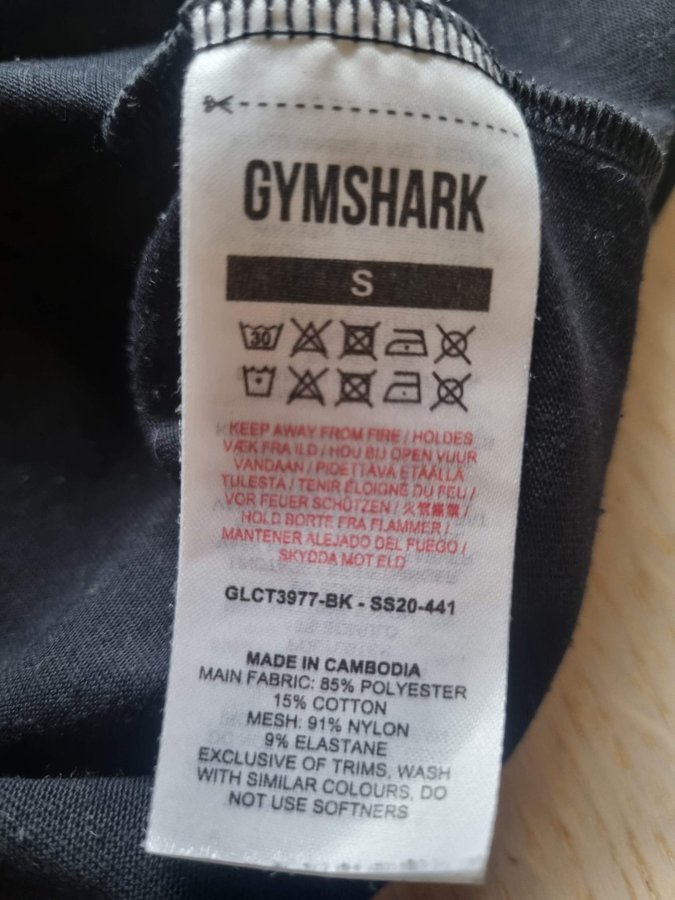 GYMSHARK
S
30
KEEP AWAY FROM FIRE / HOLDES
VÆK FRA ILD / HOU BIJ OPEN VUUR
VANDAAN / PIDETTÄVÄ ETÄÄLLÄ
TULESTA / TENIR ÉLOIGNÉ DU FEU /
VOR FEUER SCHÜTZEN / 火気厳禁 /
HOLD BORTE FRA FLAMMER /
MANTENER ALEJADO DEL FUEGO /
SKYDDA MOT ELD
GLCT3977-BK - SS20-441
MADE IN CAMBODIA
MAIN FABRIC: 85% POLYESTER
15% COTTON
MESH: 91% NYLON
9% ELASTANE
EXCLUSIVE OF TRIMS, WASH
WITH SIMILAR COLOURS, DO
NOT USE SOFTNERS